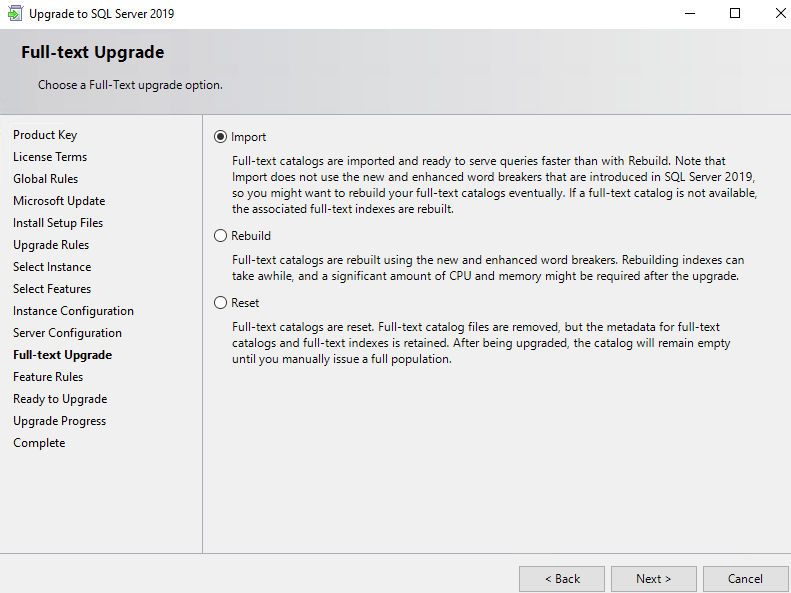 Upgrade to SQL Server 2019
Full-text Upgrade
Choose a Full-Text upgrade option.
Product Key
License Terms
Global Rules
Microsoft Update
Install Setup Files
Upgrade Rules
Select Instance
Select Features
Instance Configuration
Server Configuration
Full-text Upgrade
Feature Rules
Ready to Upgrade
Upgrade Progress
Complete
Import
Full-text catalogs are imported and ready to serve queries faster than with Rebuild. Note that
Import does not use the new and enhanced word breakers that are introduced in SQL Server 2019,
so you might want to rebuild your full-text catalogs eventually. If a full-text catalog is not available,
the associated full-text indexes are rebuilt.
Rebuild
Full-text catalogs are rebuilt using the new and enhanced word breakers. Rebuilding indexes can
take awhile, and a significant amount of CPU and memory might be required after the upgrade.
Reset
Full-text catalogs are reset. Full-text catalog files are removed, but the metadata for full-text
catalogs and full-text indexes is retained. After being upgraded, the catalog will remain empty
until you manually issue a full population.
< Back
Next >
Cancel